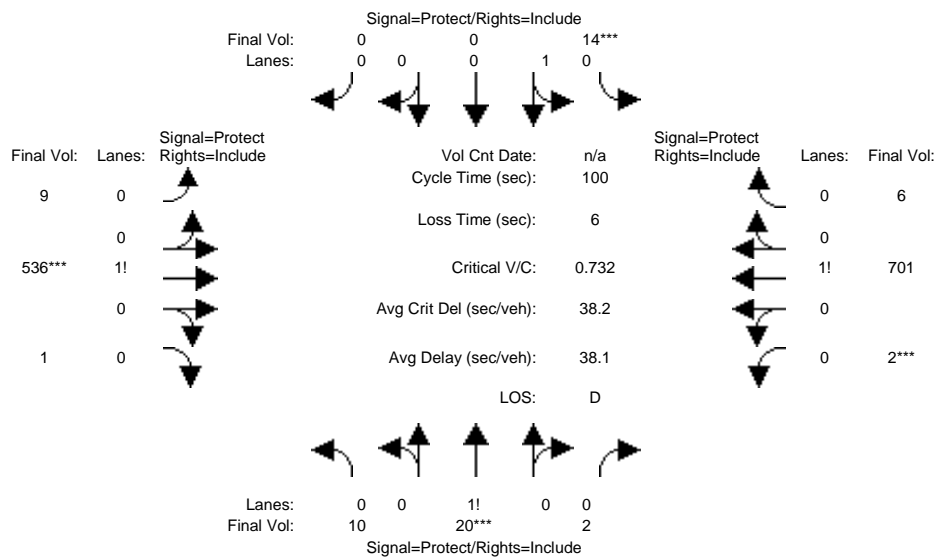 Signal=Protect/Rights=Include
Final Vol: 0 0 14***
Lanes: 0 0 0 1 0
Signal=Protect
Final Vol: Lanes: Rights=Include
Vol Cnt Date: n/a
Signal=Protect
Rights=Include Lanes: Final Vol:
Cycle Time (sec): 100
9 0
0 6
Loss Time (sec): 6
0
0
536*** 1!
Critical V/C: 0.732
1! 701
0
Avg Crit Del (sec/veh): 38.2
0
1 0
Avg Delay (sec/veh): 38.1
0 2***
LOS: D
Lanes: 0 0 1! 0 0
Final Vol: 10 20*** 2
Signal=Protect/Rights=Include